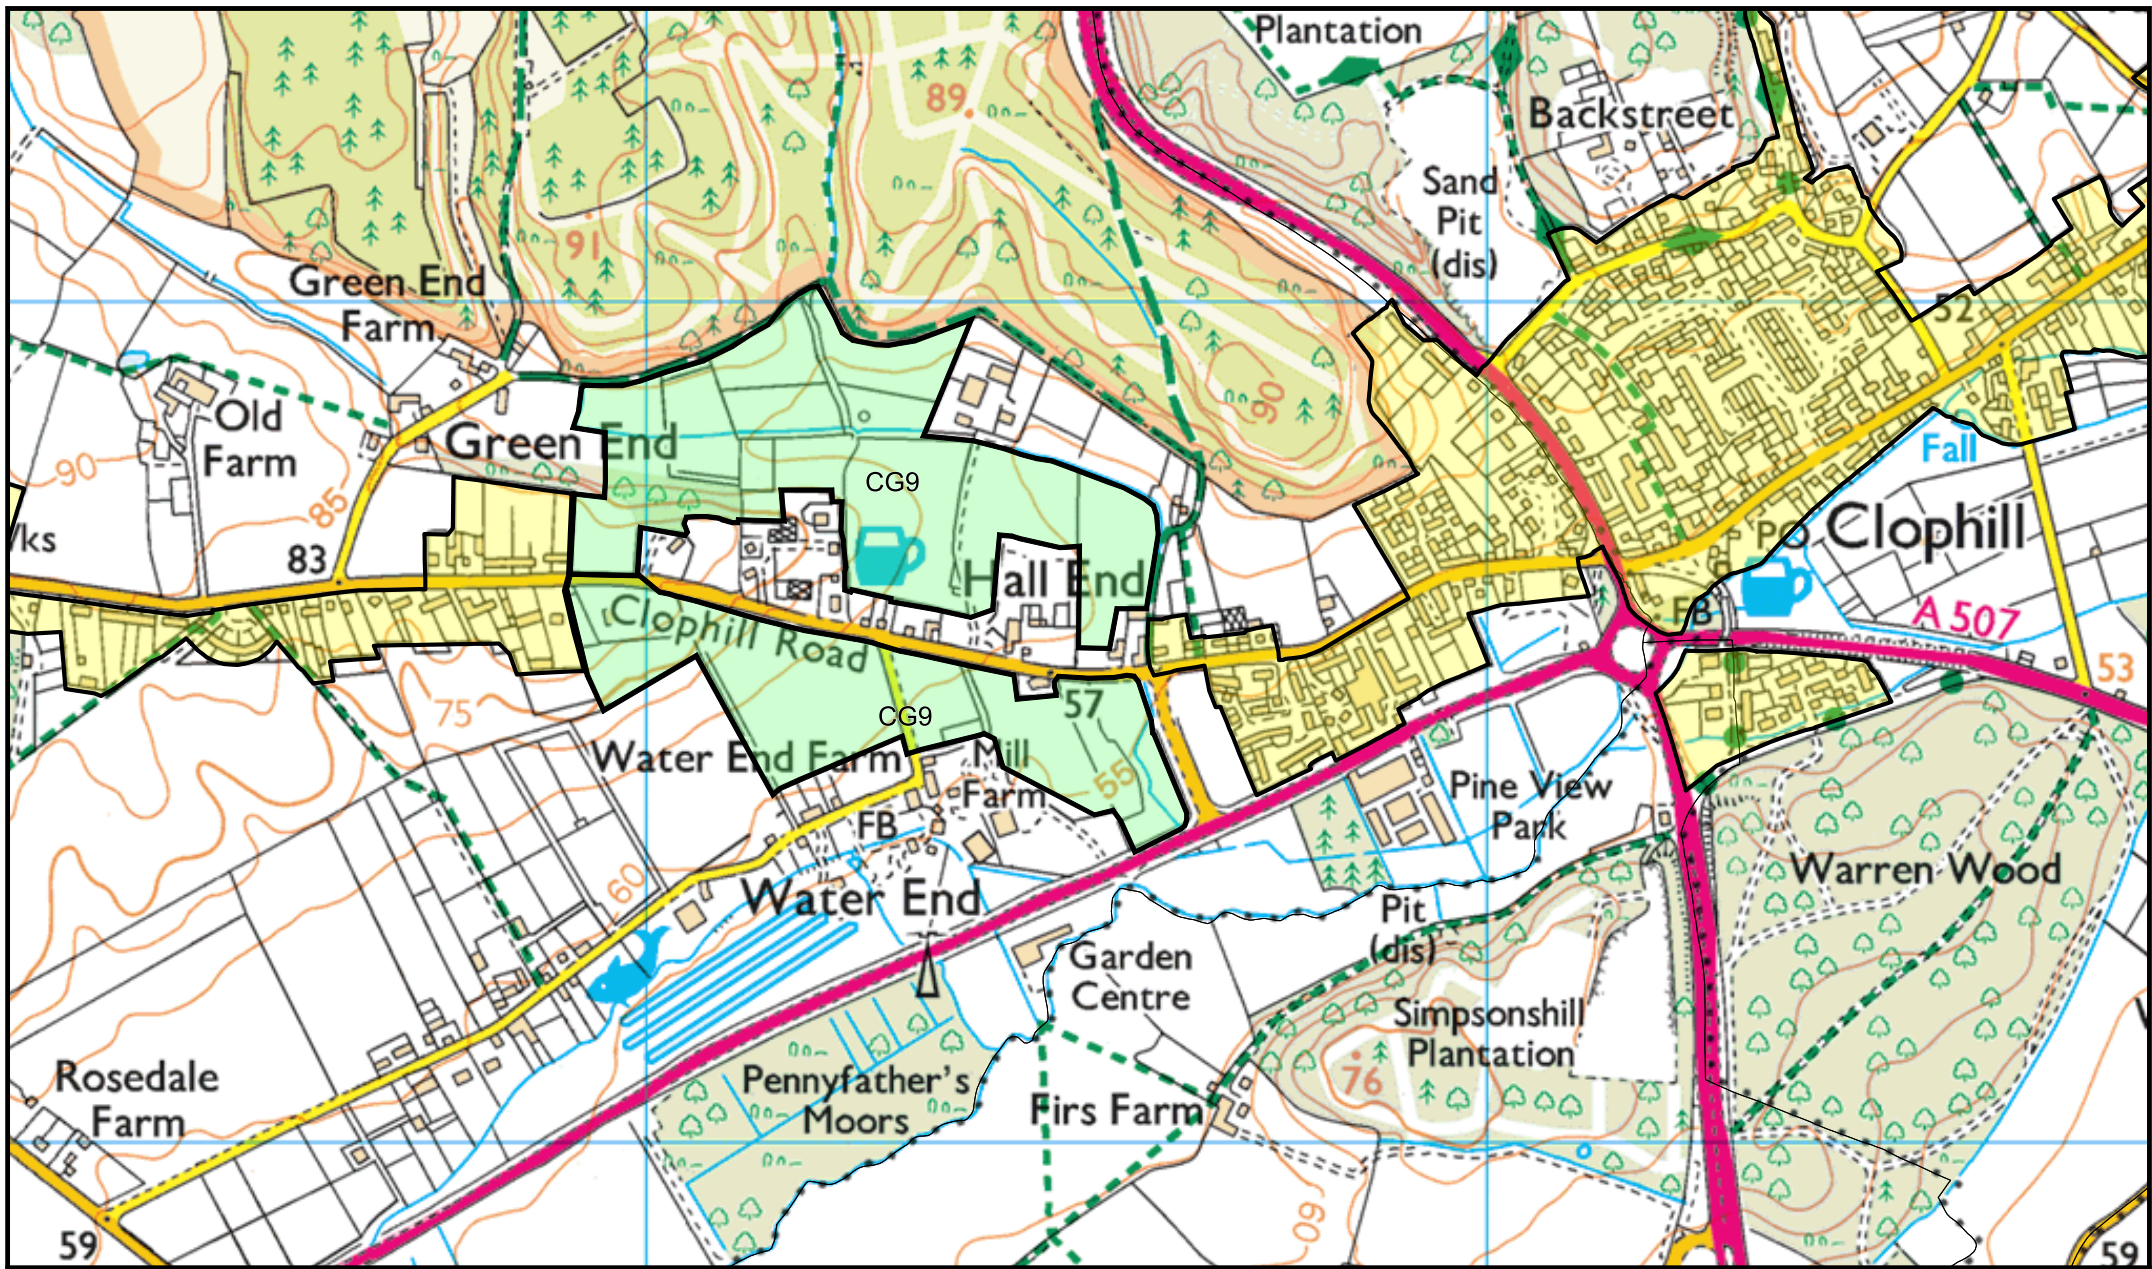 Plantation
89
Backstreet
Sand
Pit
(dis)
91
Green End
Farm
52
90
Old
Farm
Green End
90
85
CG9
Fall
/ks
83
PO
Clophill
Hall End
Clophill Road
FB
A 507
53
57
75
CG9
Water End Farm
Mill
Farm
55
Pine View
Park
FB
60
Warren Wood
Water End
Pit
(dis)
Garden
Centre
Simpsonshill
Plantation
Rosedale
Farm
76
Pennyfather's
Moors
Firs Farm
60
59
59